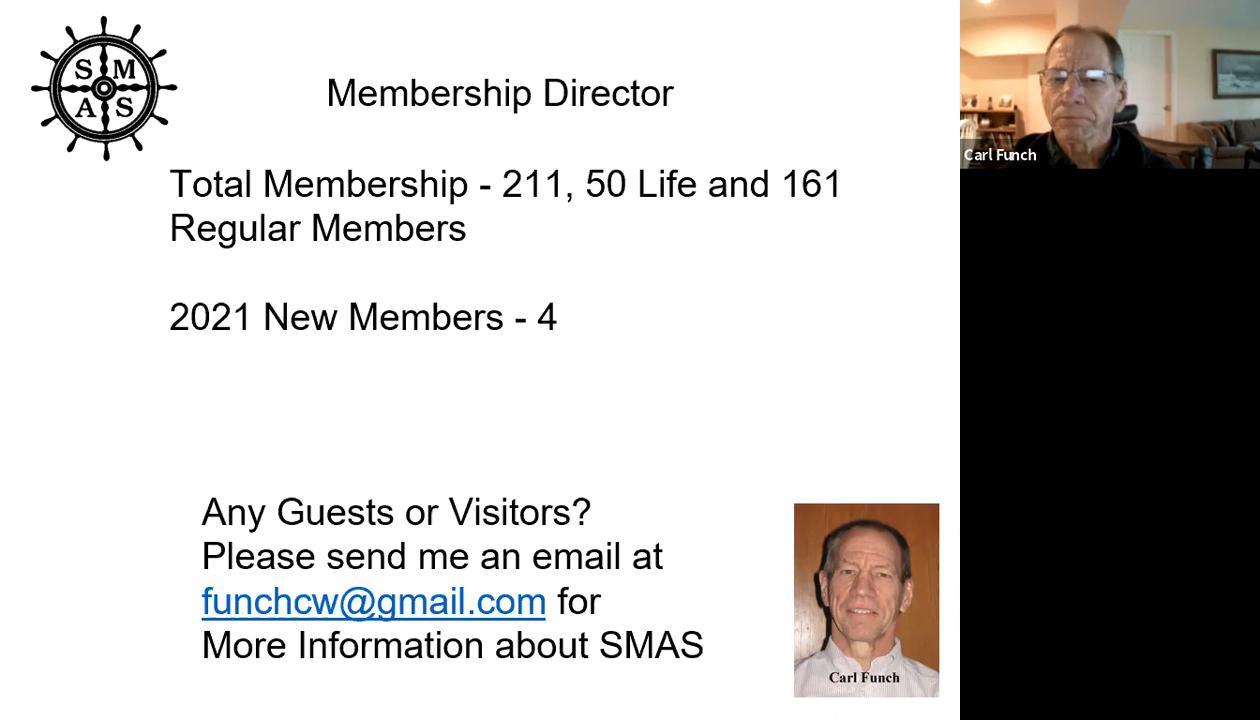 S M
A S
Membership Director
Total Membership - 211, 50 Life and 161
Regular Members
2021 New Members - 4
Any Guests or Visitors?
Please send me an email at
funchcw@gmail.com for
More Information about SMAS
Carl Funch
Carl Funch